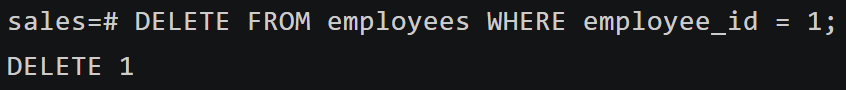 sales=# DELETE FROM employees WHERE employee_id = 1;
DELETE 1